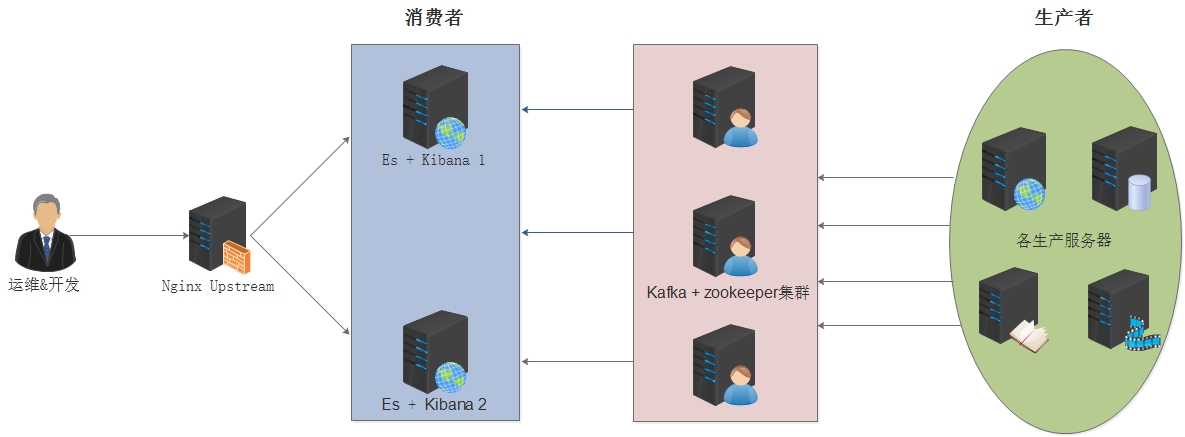 消费者
生产者
Es + Kibana 1
各生产服务器
运维&开发
Nginx Upstream
Kafka + zookeeper集群
Es + Kibana 2